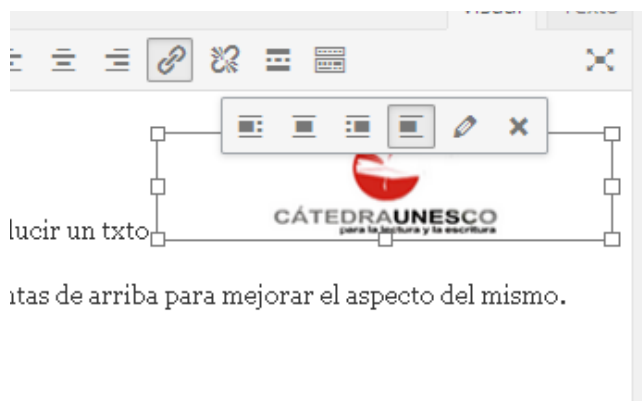 Visual Texto
CÁTEDRAUNESCO
para la lectura y la escritura
lucir un txto
ntas de arriba para mejorar el aspecto del mismo.